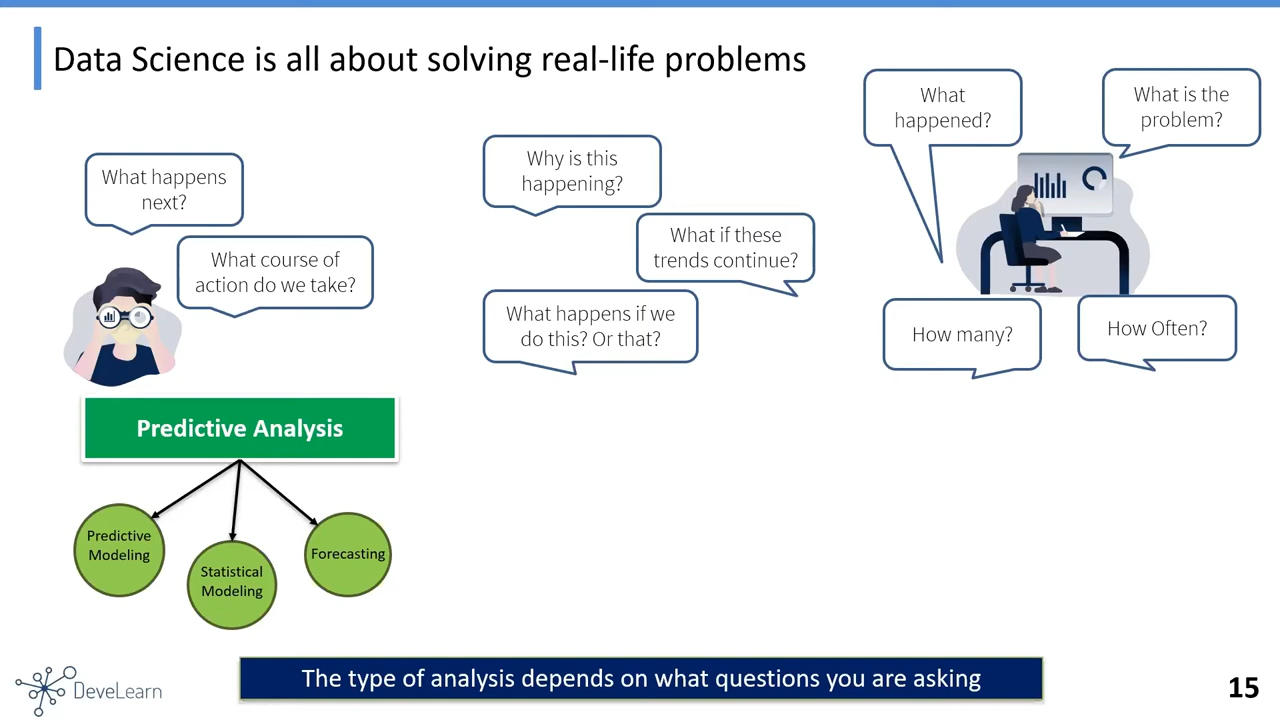 Data Science is all about solving real-life problems
What happens
next?
What course of
action do we take?
Why is this
happening?
What if these
trends continue?
What happens if we
do this? Or that?
What
happened?
What is the
problem?
How many?
How Often?
Predictive Analysis
Predictive
Modeling
Statistical
Modeling
Forecasting
The type of analysis depends on what questions you are asking
DeveLearn
15